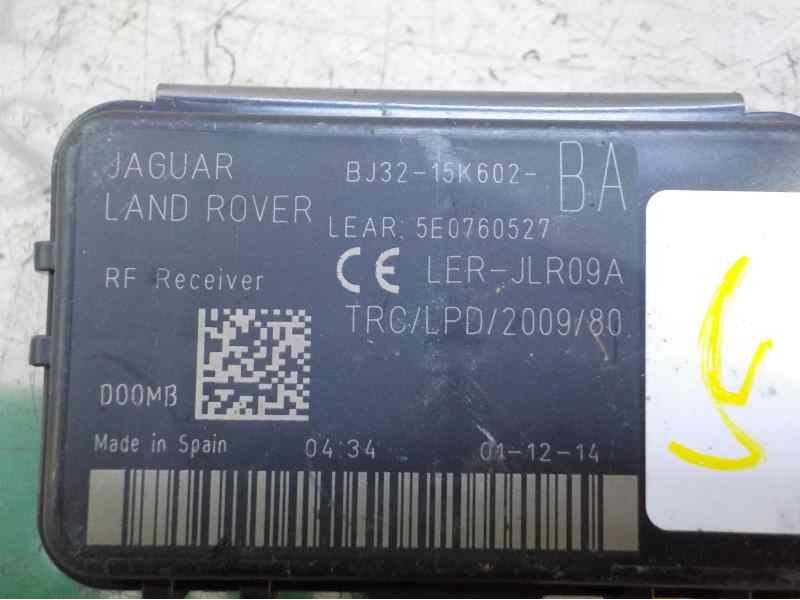 JAGUAR
LAND ROVER
BJ32-15K602-BA
LEAR: 5E0760527
RF Receiver
CE LER-JLR09A
TRC/LPD/2009/80
D00MB
Made in Spain 04:34 01-12-14